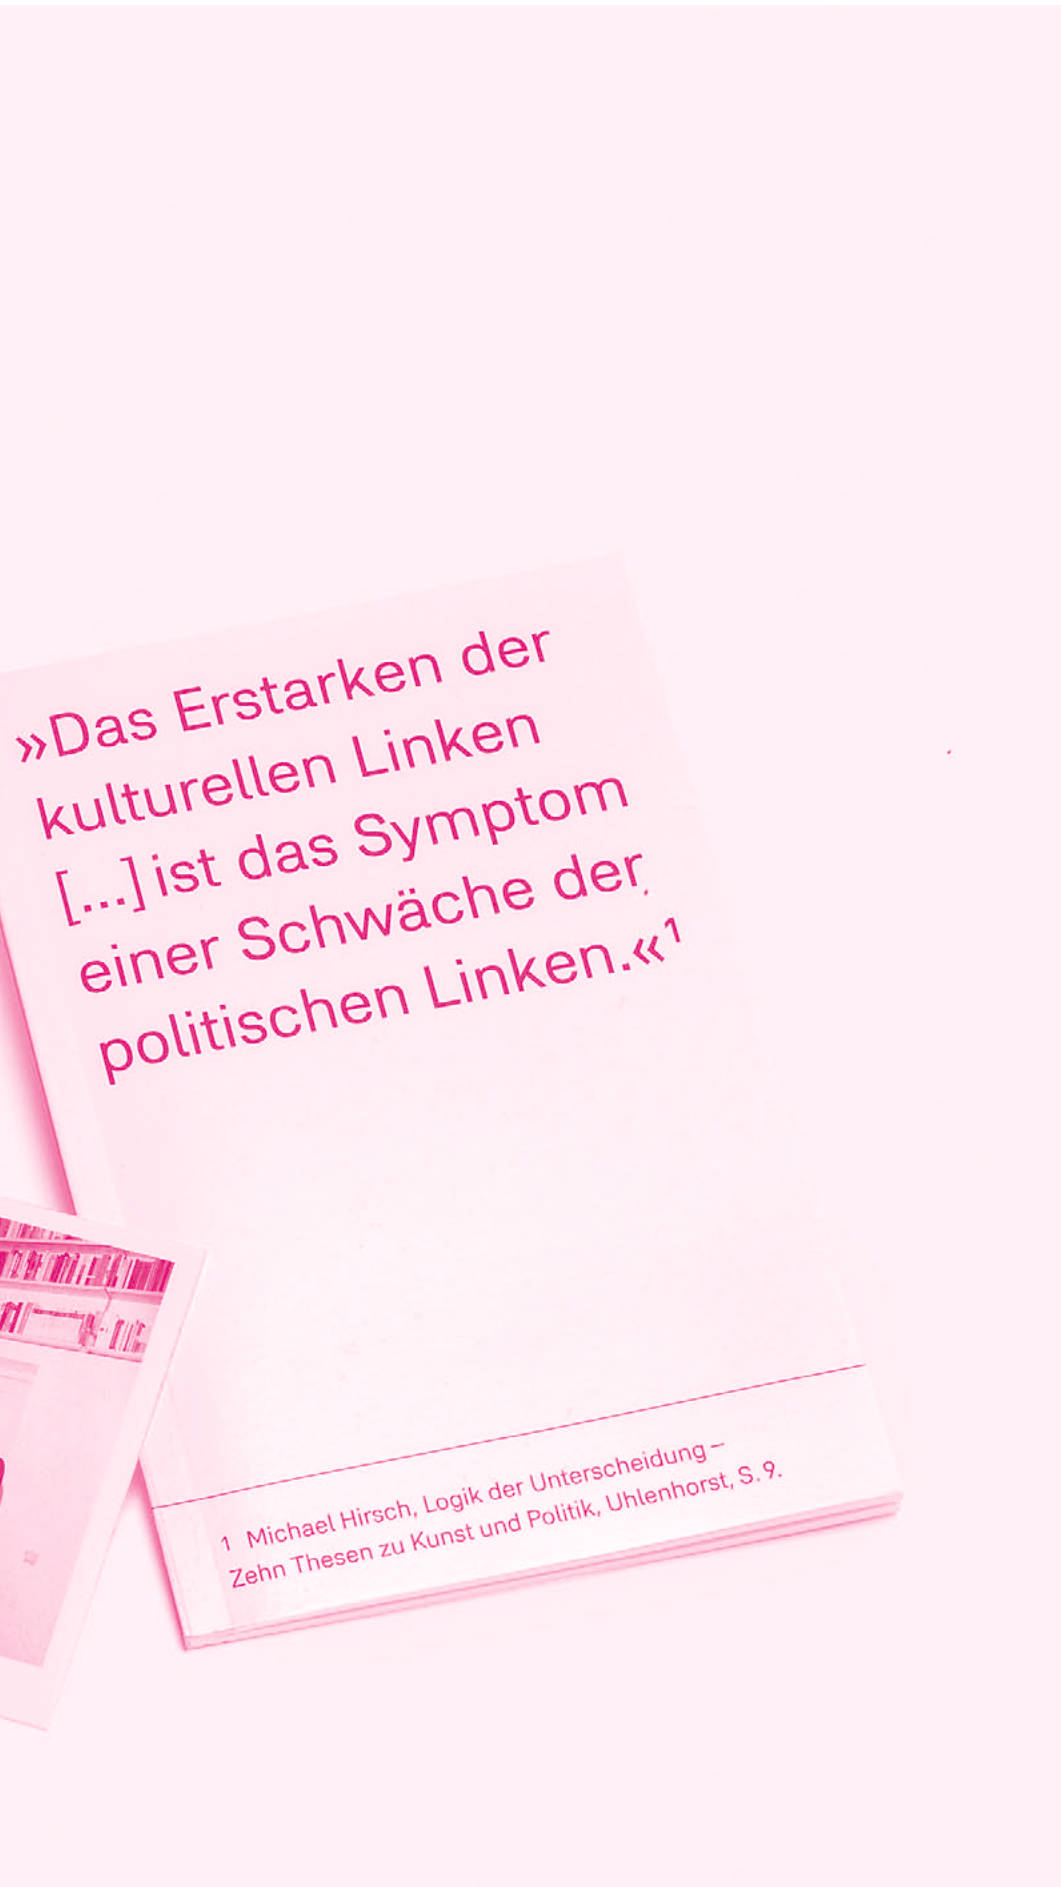 »Das Erstarken der
kulturellen Linken
[...] ist das Symptom
einer Schwäche der
politischen Linken.«¹
1 Michael Hirsch, Logik der Unterscheidung –
Zehn Thesen zu Kunst und Politik, Uhlenhorst, S. 9.